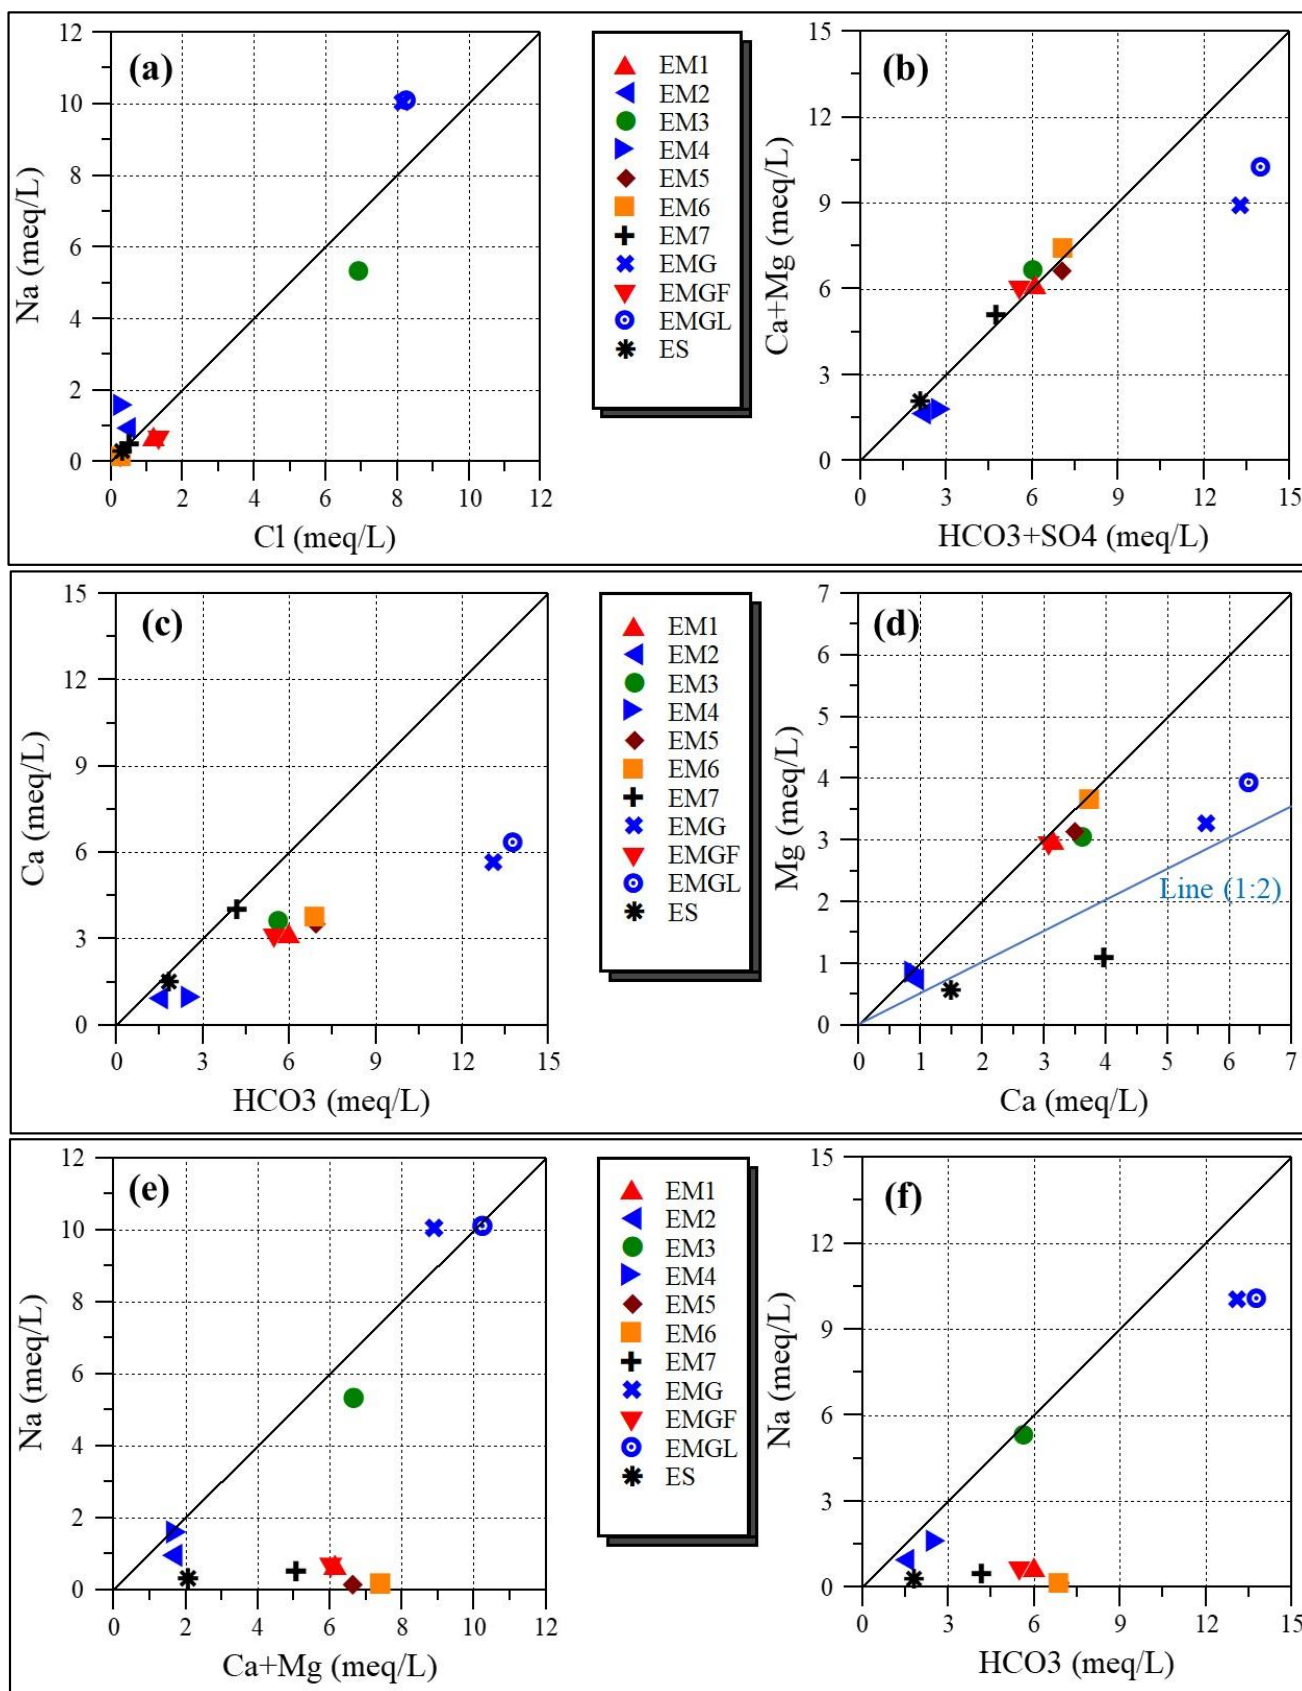 (a)
12
10
8
6
4
2
0
Na (meq/L)
0 2 4 6 8 10 12
Cl (meq/L)
EM1
EM2
EM3
EM4
EM5
EM6
EM7
EMG
EMGF
EMGL
ES
(b)
15
12
9
6
3
0
Ca+Mg (meq/L)
0 3 6 9 12 15
HCO3+SO4 (meq/L)
(c)
15
12
9
6
3
0
Ca (meq/L)
0 3 6 9 12 15
HCO3 (meq/L)
EM1
EM2
EM3
EM4
EM5
EM6
EM7
EMG
EMGF
EMGL
ES
(d)
7
6
5
4
3
2
1
0
Mg (meq/L)
Line (1:2)
0 1 2 3 4 5 6 7
Ca (meq/L)
(e)
12
10
8
6
4
2
0
Na (meq/L)
0 2 4 6 8 10 12
Ca+Mg (meq/L)
EM1
EM2
EM3
EM4
EM5
EM6
EM7
EMG
EMGF
EMGL
ES
(f)
15
12
9
6
3
0
Na (meq/L)
0 3 6 9 12 15
HCO3 (meq/L)